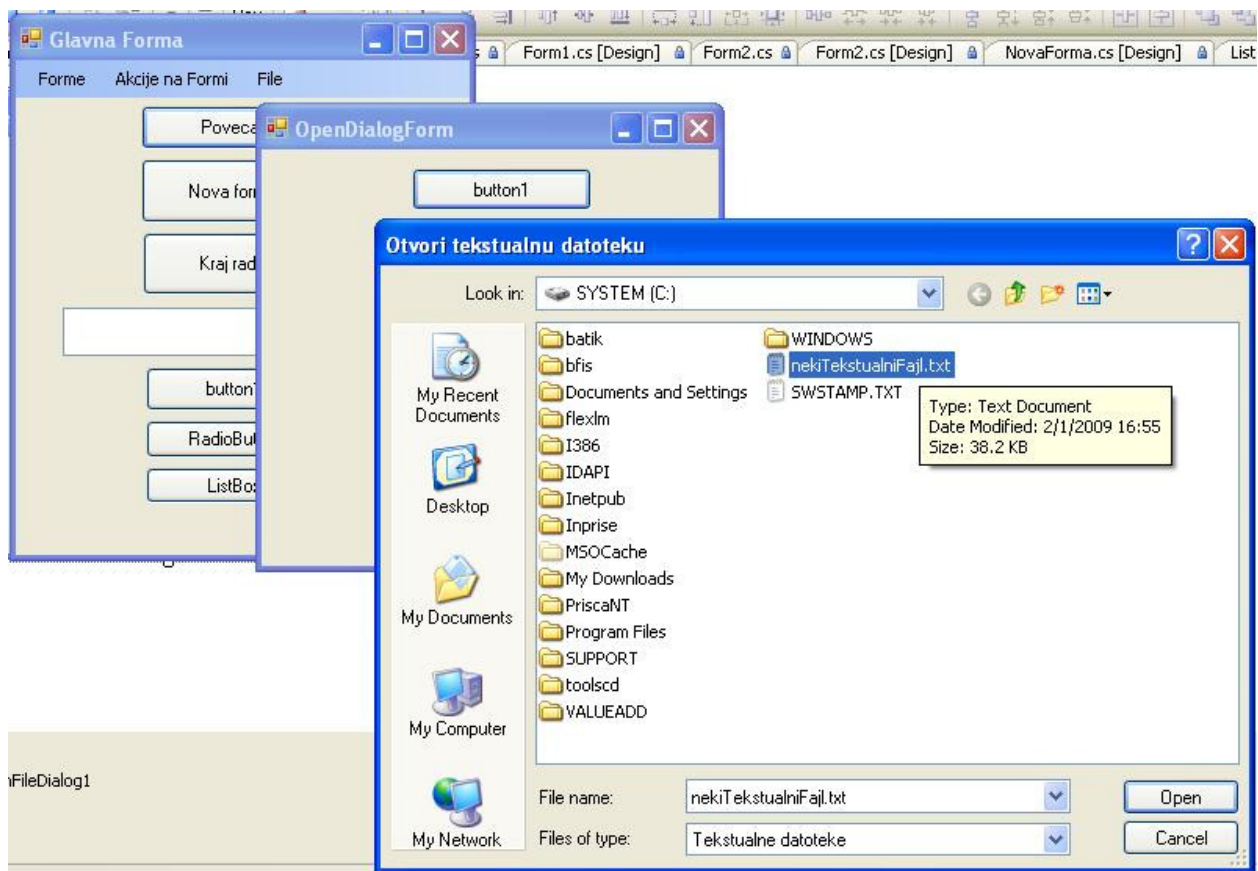 Glavna Forma
Form1.cs [Design]
Form2.cs
Form2.cs [Design]
NovaForma.cs [Design]
List
Forme
Akcije na Formi
File
OpenDialogForm
button1
Nova for
Kraj rad
button
RadioBu
ListBo
Otvori tekstualnu datoteku
Look in:
SYSTEM (C:)
My Recent
Documents
Desktop
My Documents
My Computer
My Network
batik
bfis
Documents and Settings
flexlm
I386
IDAPI
Inetpub
Inprise
MSOCache
My Downloads
PriscaNT
Program Files
SUPPORT
toolscd
VALUEADD
WINDOWS
nekiTekstualniFajl.txt
SWSTAMP.TXT
Type: Text Document
Date Modified: 2/1/2009 16:55
Size: 38.2 KB
nFileDialog1
File name:
nekiTekstualniFajl.txt
Open
Files of type:
Tekstualne datoteke
Cancel